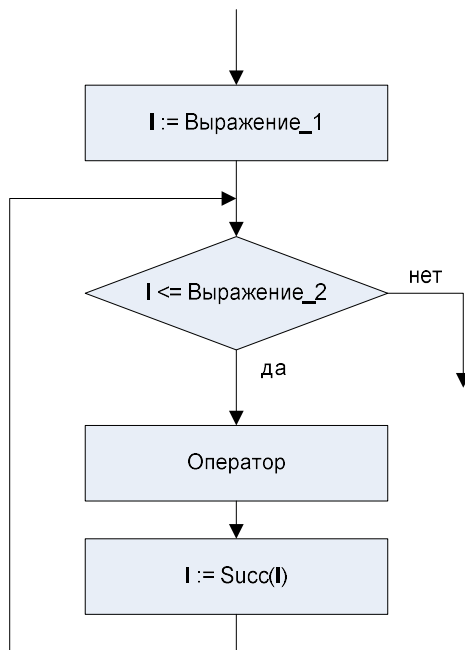 I := Выражение_1
I <= Выражение_2
нет
да
Оператор
I := Succ(I)